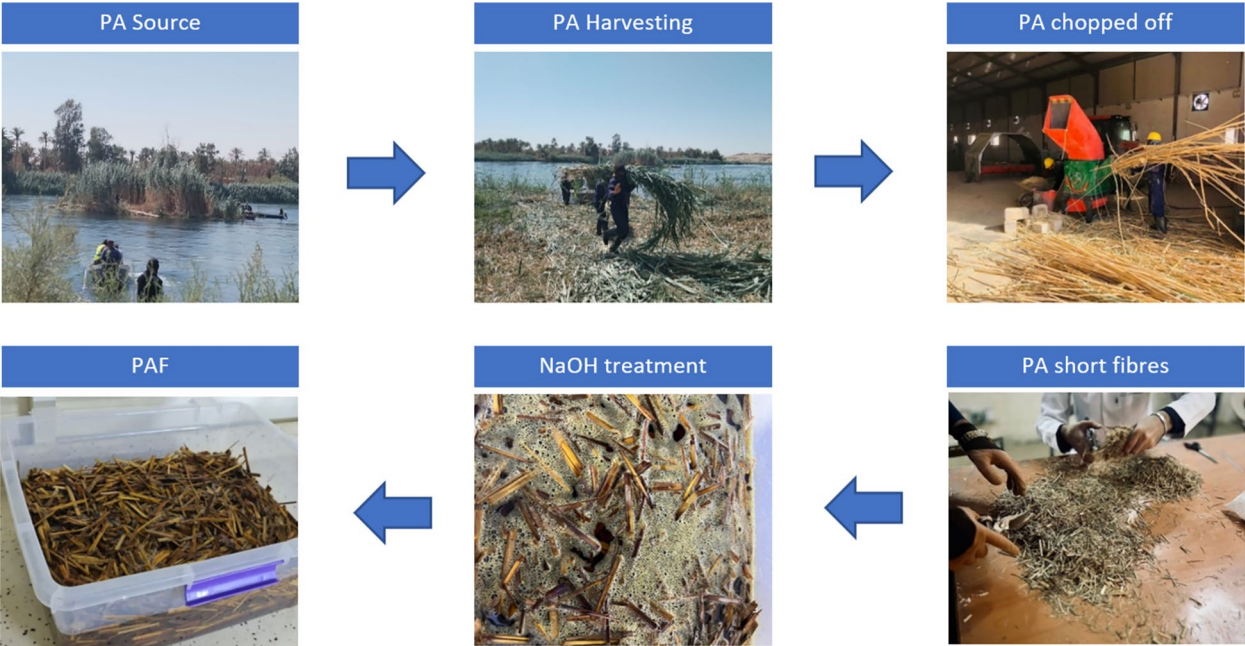 PA Source
PA Harvesting
PA chopped off
PAF
NaOH treatment
PA short fibres